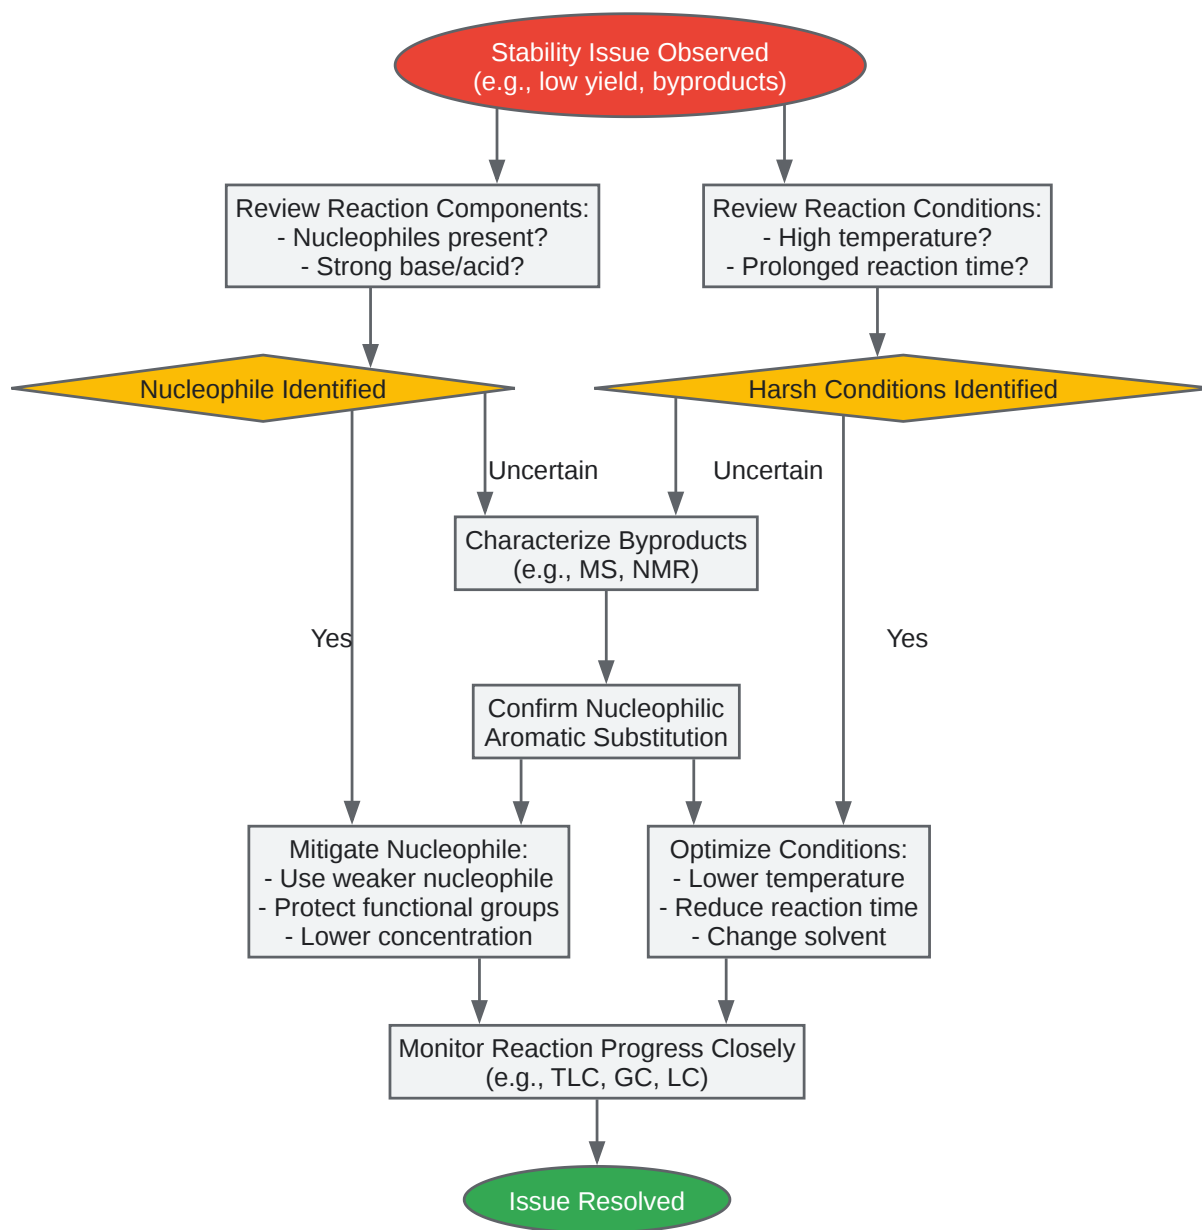 Stability Issue Observed
(e.g., low yield, byproducts)
Review Reaction Components:
- Nucleophiles present?
- Strong base/acid?
Review Reaction Conditions:
- High temperature?
- Prolonged reaction time?
Nucleophile Identified
Harsh Conditions Identified
Uncertain
Uncertain
Characterize Byproducts
(e.g., MS, NMR)
Yes
Yes
Confirm Nucleophilic
Aromatic Substitution
Mitigate Nucleophile:
- Use weaker nucleophile
- Protect functional groups
- Lower concentration
Optimize Conditions:
- Lower temperature
- Reduce reaction time
- Change solvent
Monitor Reaction Progress Closely
(e.g., TLC, GC, LC)
Issue Resolved